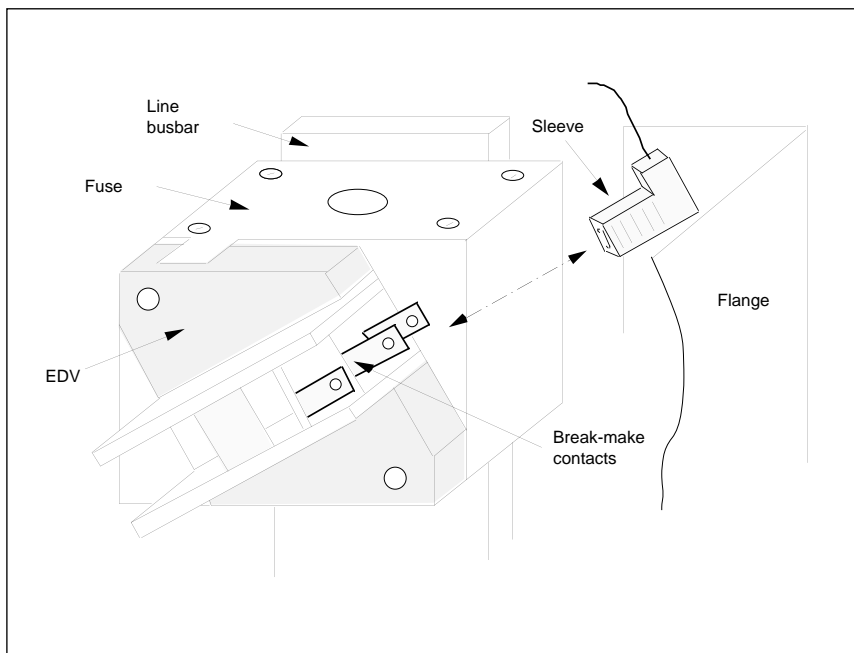 Line
busbar
Sleeve
Fuse
Flange
EDV
Break-make
contacts